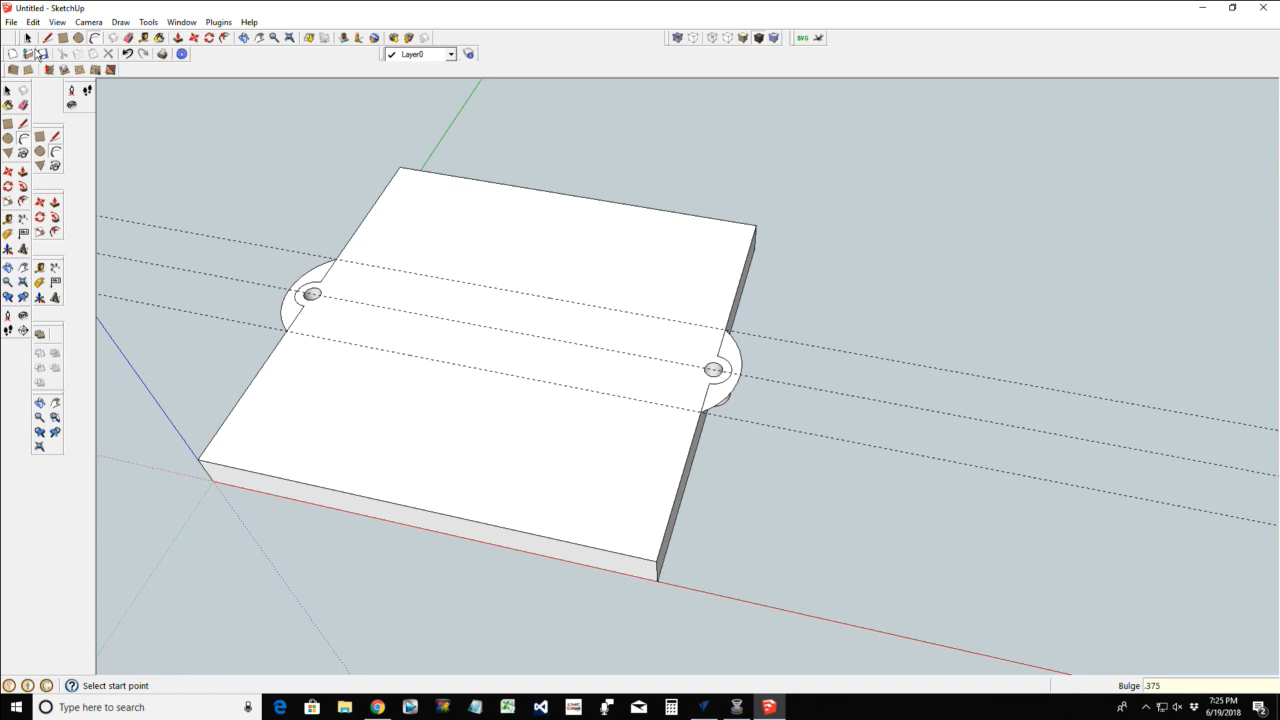 Untitled - SketchUp
File Edit View Camera Draw Tools Window Plugins Help
SVG
Layer0
Select start point
Bulge .375
Type here to search
7:25 PM
6/19/2018